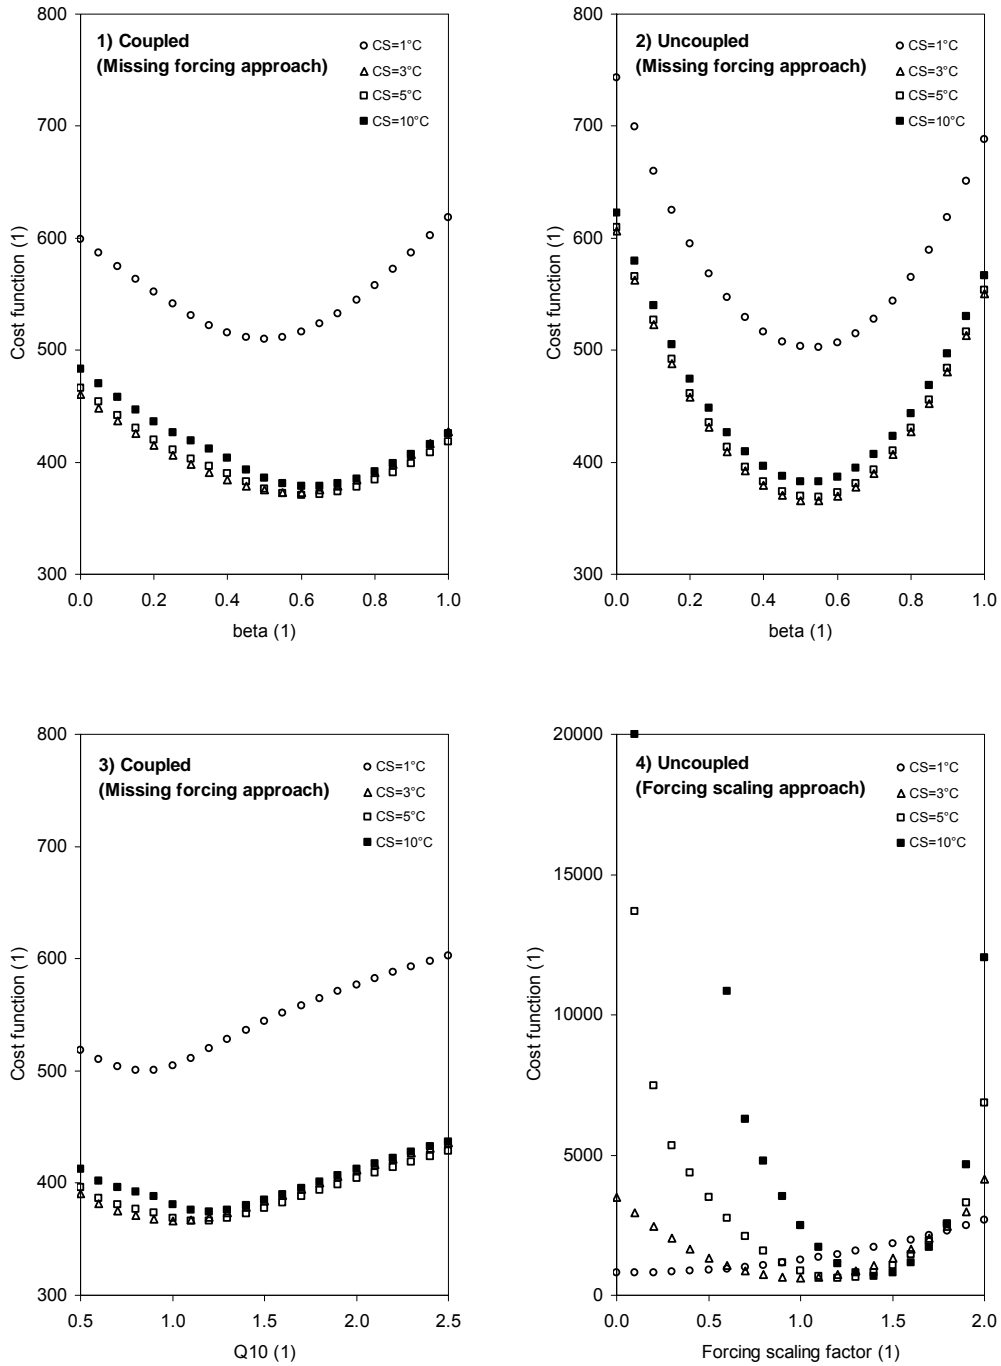 1) Coupled
(Missing forcing approach)
CS=1°C
CS=3°C
CS=5°C
CS=10°C
800
700
600
500
400
300
Cost function (1)
0.0 0.2 0.4 0.6 0.8 1.0
beta (1)
2) Uncoupled
(Missing forcing approach)
CS=1°C
CS=3°C
CS=5°C
CS=10°C
800
700
600
500
400
300
Cost function (1)
0.0 0.2 0.4 0.6 0.8 1.0
beta (1)
3) Coupled
(Missing forcing approach)
CS=1°C
CS=3°C
CS=5°C
CS=10°C
800
700
600
500
400
300
Cost function (1)
0.5 1.0 1.5 2.0 2.5
Q10 (1)
4) Uncoupled
(Forcing scaling approach)
CS=1°C
CS=3°C
CS=5°C
CS=10°C
20000
15000
10000
5000
0
Cost function (1)
0.0 0.5 1.0 1.5 2.0
Forcing scaling factor (1)